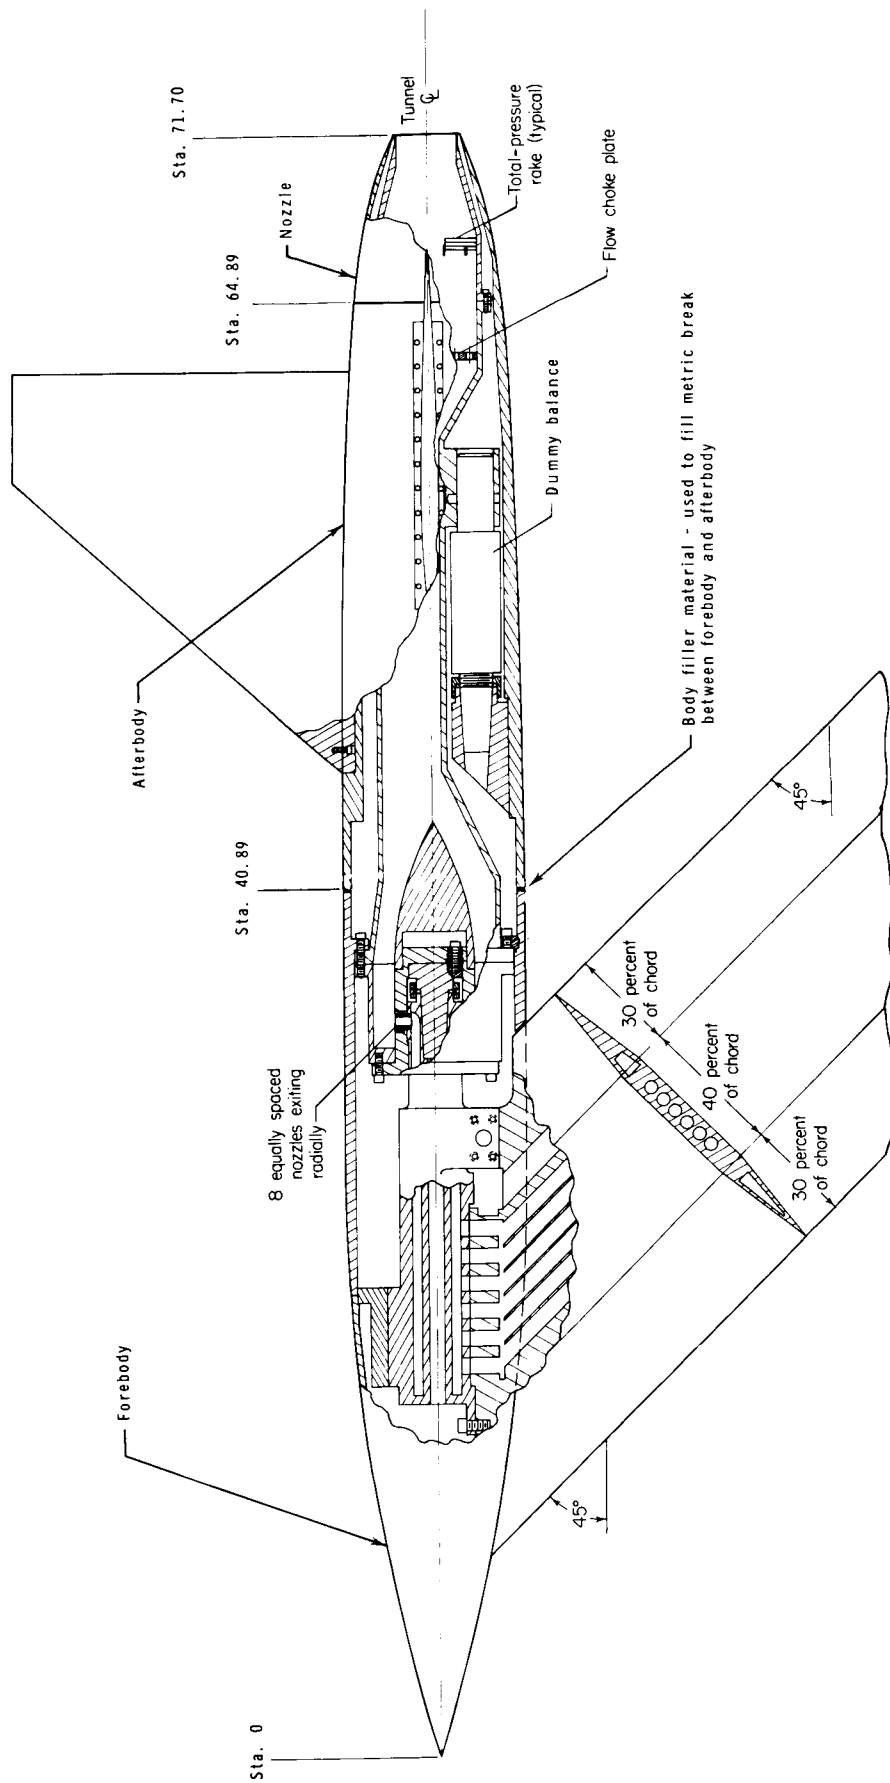 Sta. 0
Forebody
8 equally spaced
nozzles exiting
radially
Sta. 40.89
Afterbody
Sta. 64.89
Nozzle
Sta. 71.70
Tunnel
℄
Total-pressure
rake (typical)
Flow choke plate
Dummy balance
Body filler material - used to fill metric break
between forebody and afterbody
45°
30 percent
of chord
40 percent
of chord
30 percent
of chord
45°